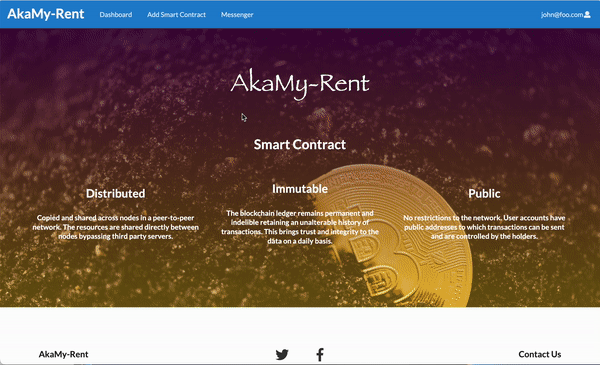 AkaMy-Rent Dashboard Add Smart Contract Messenger john@foo.com
AkaMy-Rent
Smart Contract
Distributed
Copied and shared across nodes in a peer-to-peer
network. The resources are shared directly between
nodes bypassing third party servers.
Immutable
The blockchain ledger remains permanent and
indelible retaining an unalterable history of
transactions. This brings trust and integrity to the
data on a daily basis.
Public
No restrictions to the network. User accounts have
public addresses to which transactions can be sent
and are controlled by the holders.
AkaMy-Rent
Contact Us